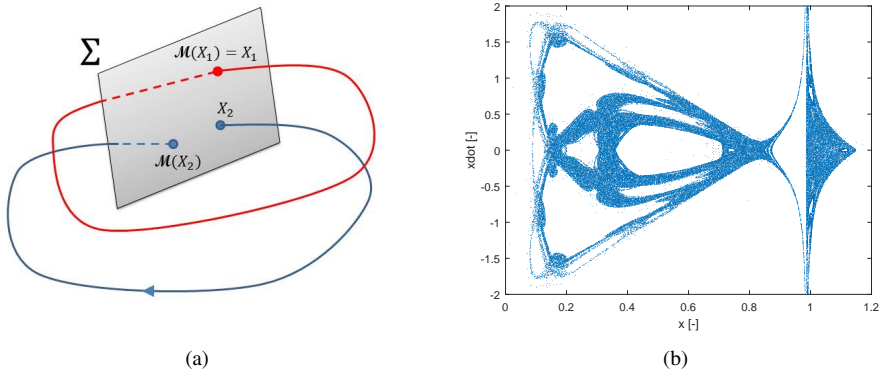 Σ
𝓜(X₁) = X₁
X₂
𝓜(X₂)
(a)
2
1.5
1
0.5
0
-0.5
-1
-1.5
-2
xdot [-]
0 0.2 0.4 0.6 0.8 1 1.2
x [-]
(b)